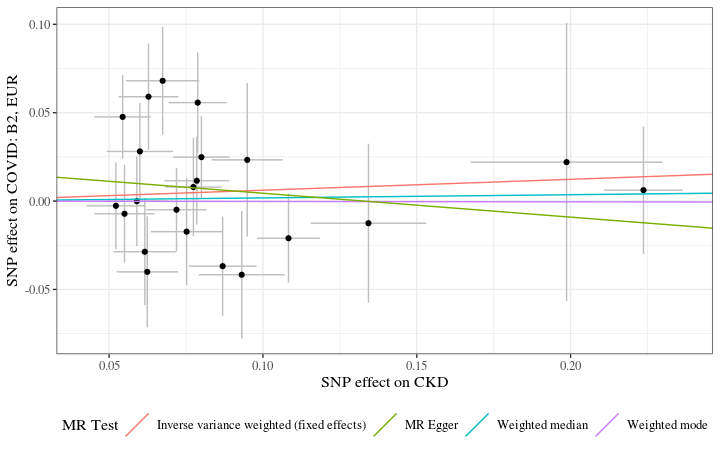 0.10
0.05
0.00
-0.05
SNP effect on COVID: B2, EUR
0.05 0.10 0.15 0.20
SNP effect on CKD
MR Test Inverse variance weighted (fixed effects) MR Egger Weighted median Weighted mode